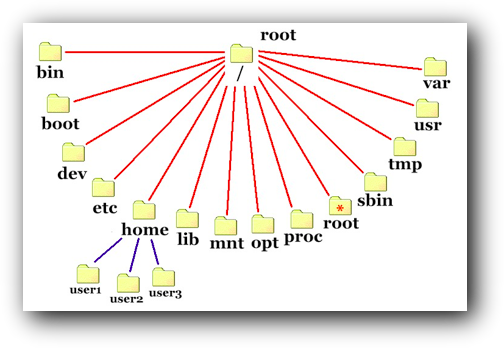 root
/
bin
var
boot
usr
dev
tmp
etc
sbin
home
lib
mnt
opt
proc
*
root
user1
user2
user3